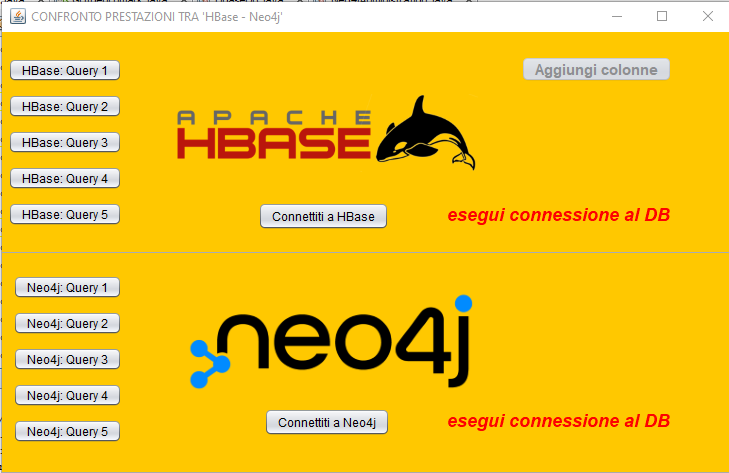 CONFRONTO PRESTAZIONI TRA 'HBase - Neo4j'
HBase: Query 1
Aggiungi colonne
HBase: Query 2
APACHE
HBASE
HBase: Query 3
HBase: Query 4
HBase: Query 5
Connettiti a HBase
esegui connessione al DB
Neo4j: Query 1
Neo4j: Query 2
neo4j
Neo4j: Query 3
Neo4j: Query 4
Connettiti a Neo4j
esegui connessione al DB
Neo4j: Query 5